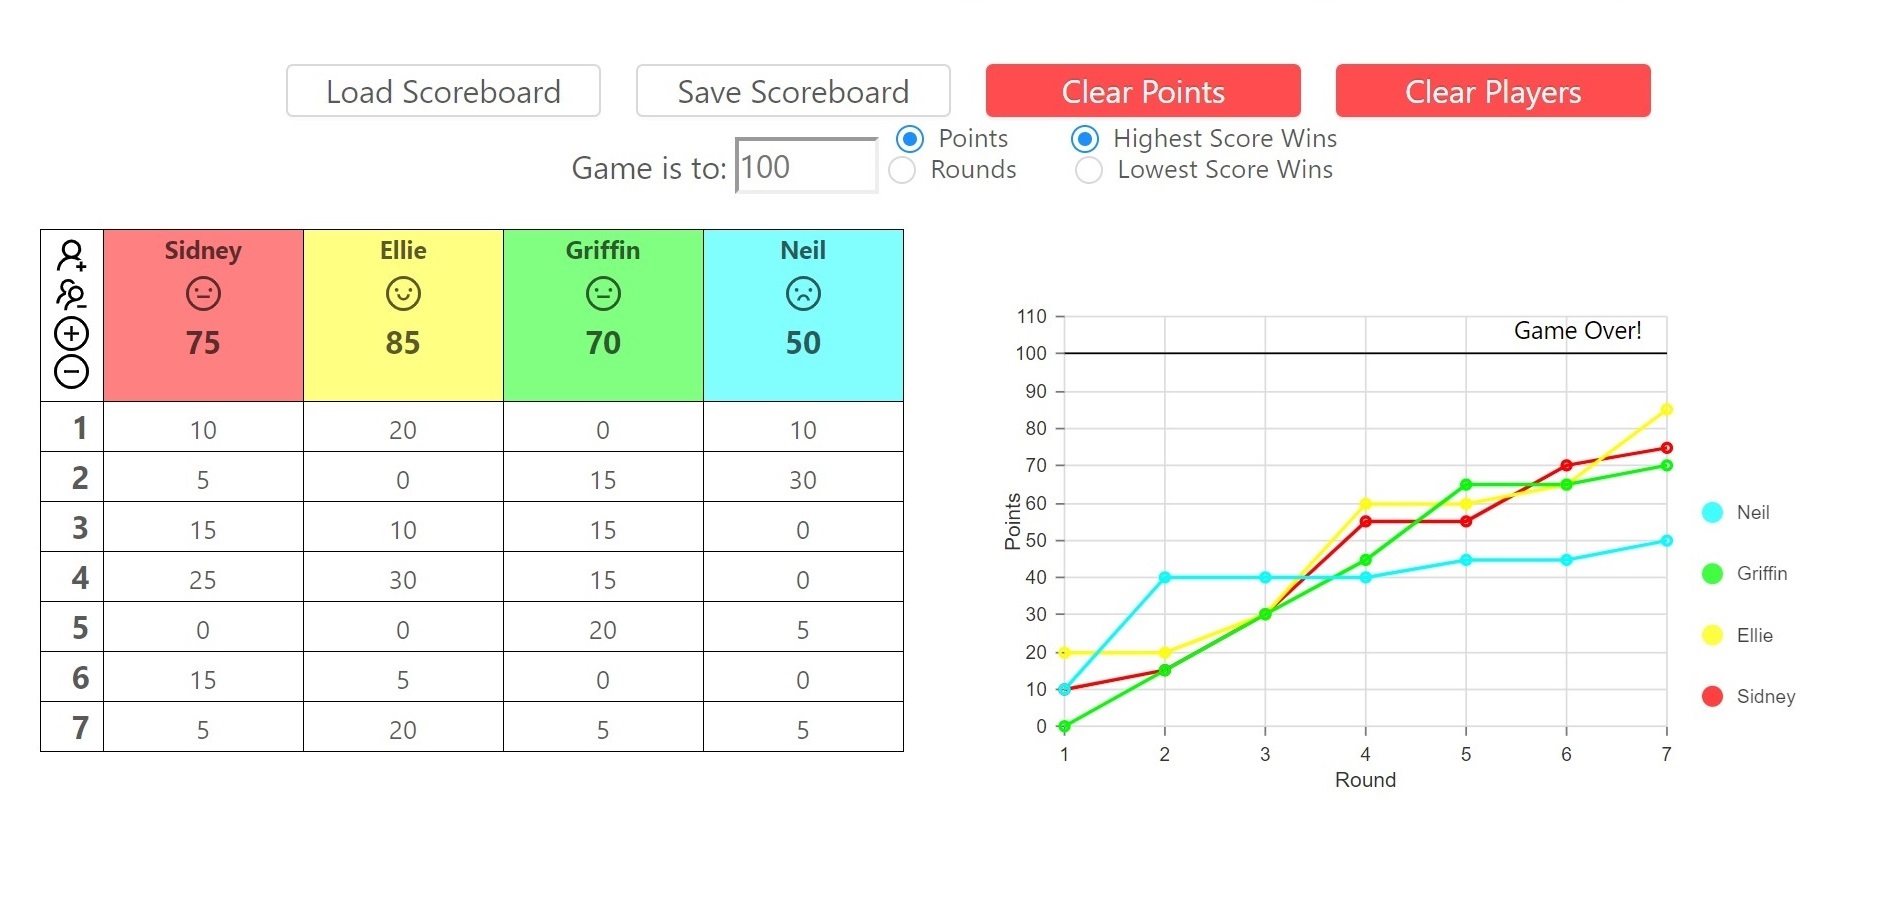 Load Scoreboard Save Scoreboard Clear Points Clear Players
Points Highest Score Wins
Game is to: 100
Rounds Lowest Score Wins
Sidney Ellie Griffin Neil
75 85 70 50
1 10 20 0 10
2 5 0 15 30
3 15 10 15 0
4 25 30 15 0
5 0 0 20 5
6 15 5 0 0
7 5 20 5 5
110
Game Over!
100
90
80
70
60
50
40
30
20
10
0
Points
1 2 3 4 5 6 7
Round
Neil
Griffin
Ellie
Sidney